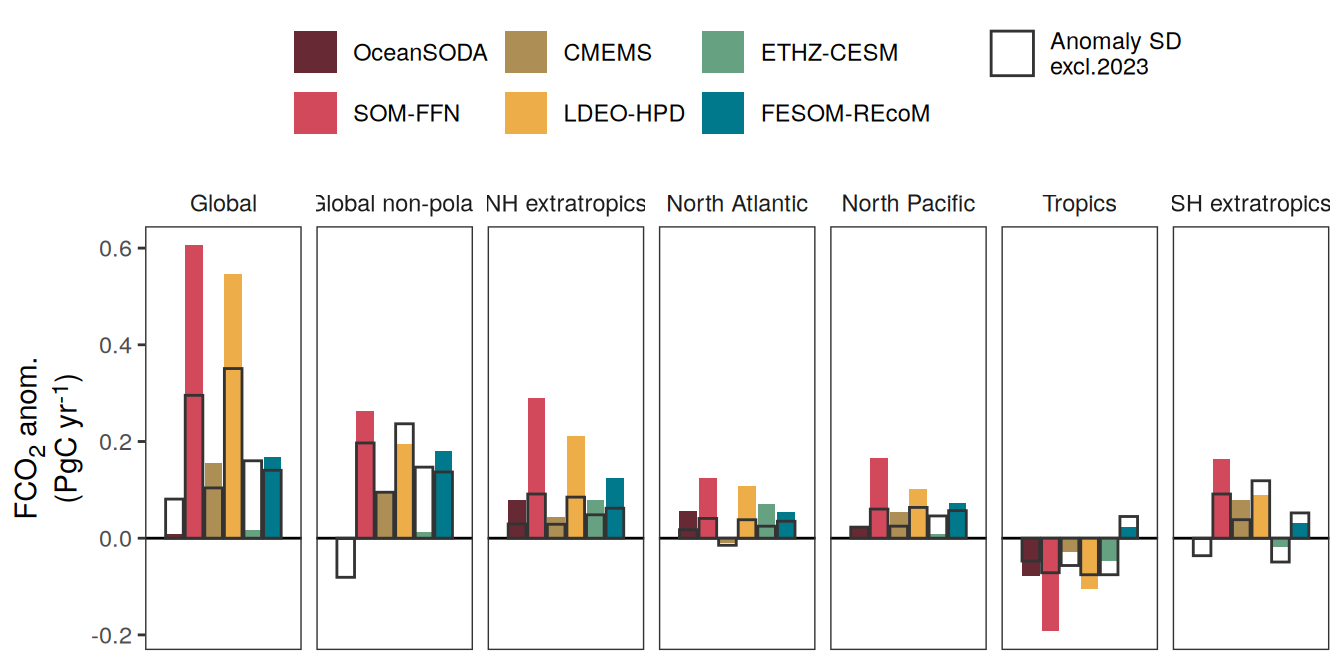 OceanSODA
CMEMS
ETHZ-CESM
Anomaly SD
excl.2023
SOM-FFN
LDEO-HPD
FESOM-REcoM
Global
Global non-pola
NH extratropics
North Atlantic
North Pacific
Tropics
SH extratropics
FCO₂ anom.
(PgC yr⁻¹)
0.6
0.4
0.2
0.0
-0.2